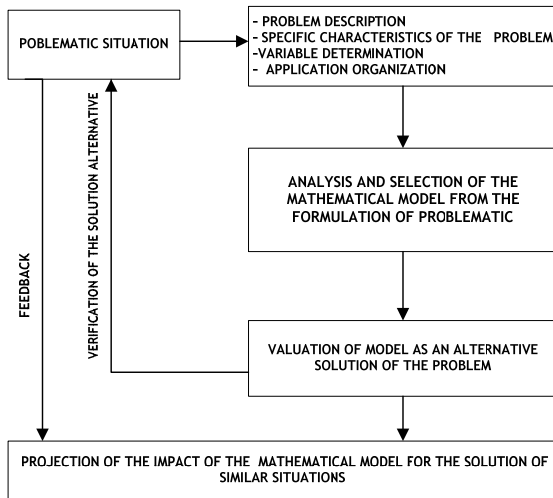 POBLEMATIC SITUATION
- PROBLEM DESCRIPTION
- SPECIFIC CHARACTERISTICS OF THE PROBLEM
-VARIABLE DETERMINATION
- APPLICATION ORGANIZATION
ANALYSIS AND SELECTION OF THE
MATHEMATICAL MODEL FROM THE
FORMULATION OF PROBLEMATIC
FEEDBACK
VERIFICATION OF THE SOLUTION ALTERNATIVE
VALUATION OF MODEL AS AN ALTERNATIVE
SOLUTION OF THE PROBLEM
PROJECTION OF THE IMPACT OF THE MATHEMATICAL MODEL FOR THE SOLUTION OF
SIMILAR SITUATIONS